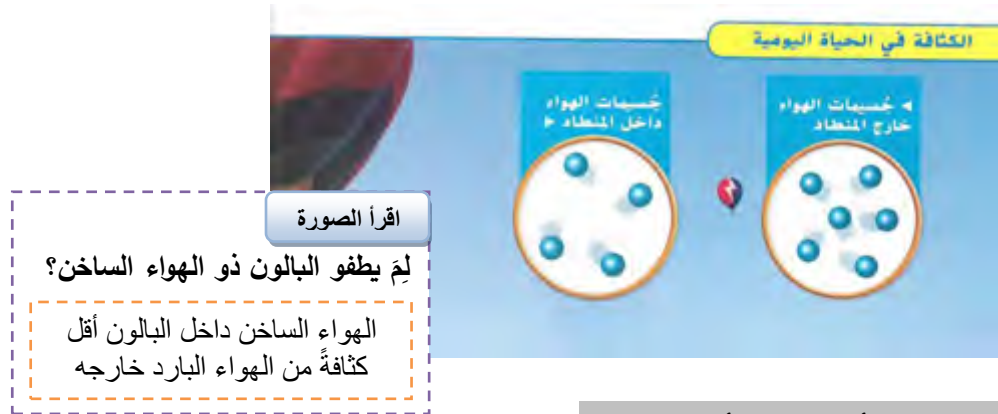 الكثافة في الحياة اليومية
◄ جُسيمات الهواء
خارج المنطاد
جُسيمات الهواء
داخل المنطاد ◄
اقرأ الصورة
لِمَ يطفو البالون ذو الهواء الساخن؟
الهواء الساخن داخل البالون أقل
كثافةً من الهواء البارد خارجه